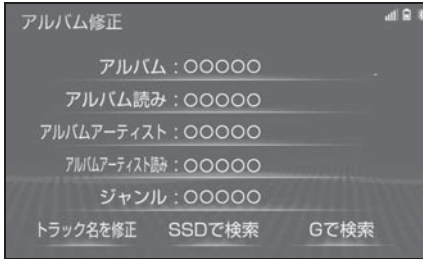 アルバム修正
アルバム：○○○○○
アルバム読み：○○○○○
アルバムアーティスト：○○○○○
アルバムアーティスト読み：○○○○○
ジャンル：○○○○○
トラック名を修正 SSDで検索 Gで検索